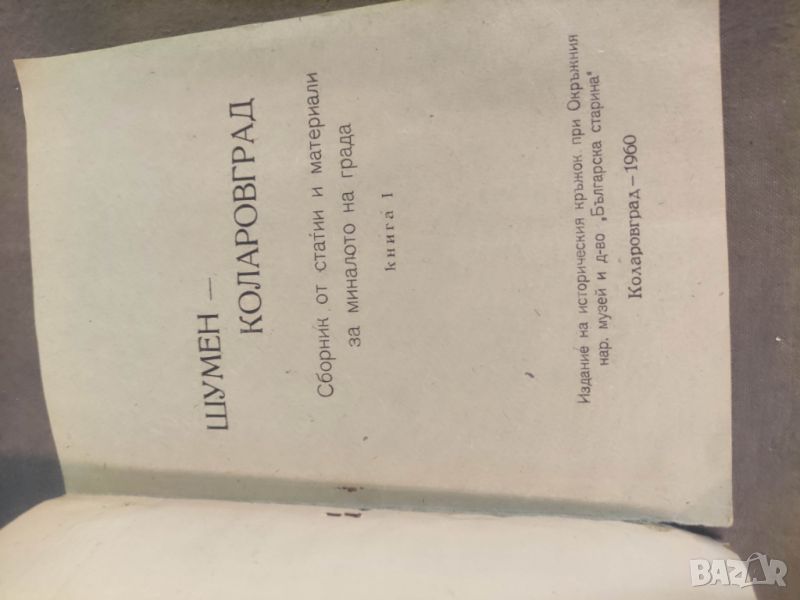 ШУМЕН —
КОЛАРОВГРАД
Сборник от статии и материали
за миналото на града
книга I
Издание на историческия кръжок при Окръжния
нар. музей и д-во „Българска старина“
Коларовград — 1960
BAZAR